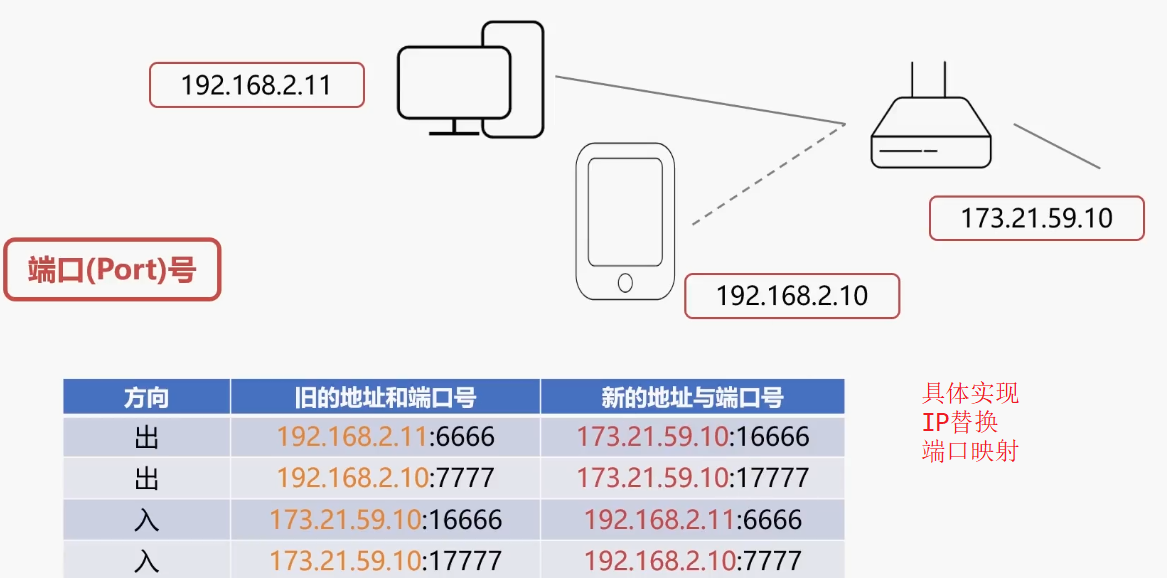 192.168.2.11
173.21.59.10
端口(Port)号
192.168.2.10
方向 旧的地址和端口号 新的地址与端口号
出 192.168.2.11:6666 173.21.59.10:16666
出 192.168.2.10:7777 173.21.59.10:17777
入 173.21.59.10:16666 192.168.2.11:6666
入 173.21.59.10:17777 192.168.2.10:7777
具体实现
IP替换
端口映射